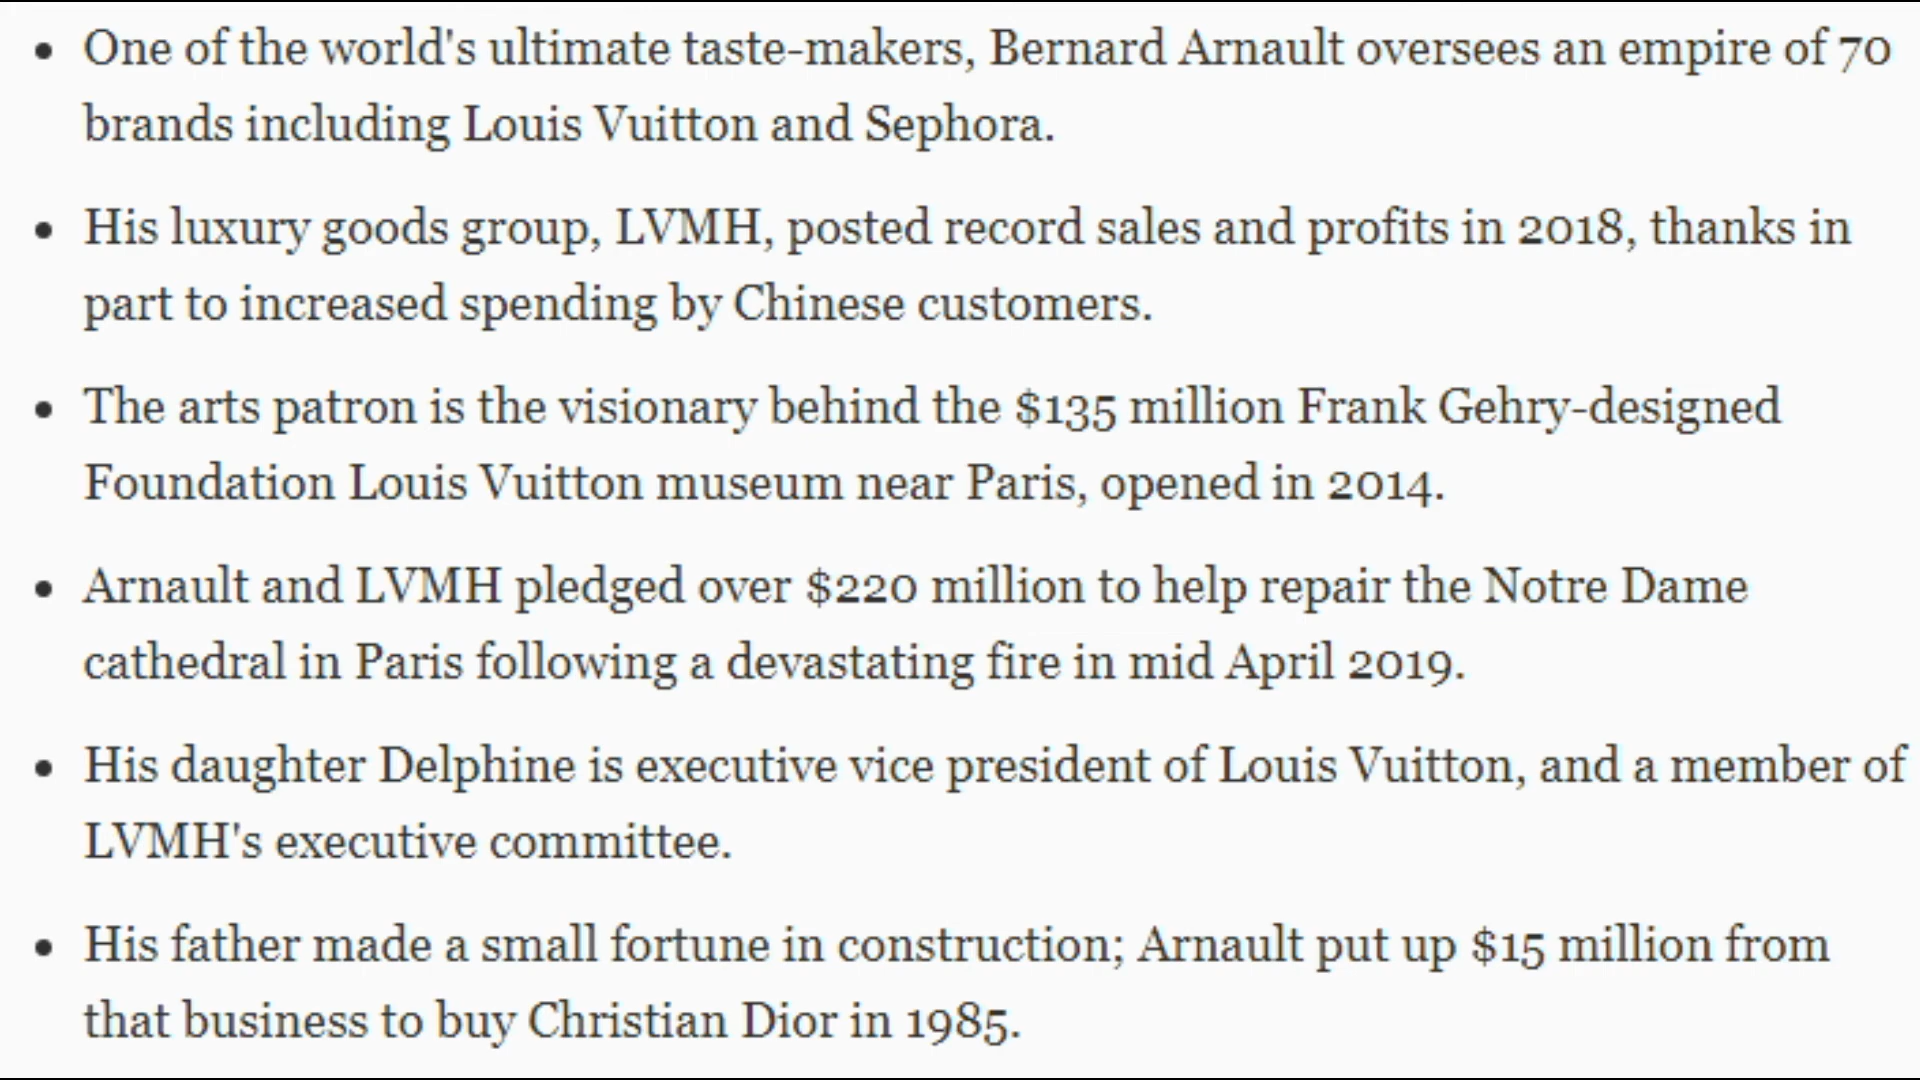 • One of the world's ultimate taste-makers, Bernard Arnault oversees an empire of 70
brands including Louis Vuitton and Sephora.
• His luxury goods group, LVMH, posted record sales and profits in 2018, thanks in
part to increased spending by Chinese customers.
• The arts patron is the visionary behind the $135 million Frank Gehry-designed
Foundation Louis Vuitton museum near Paris, opened in 2014.
• Arnault and LVMH pledged over $220 million to help repair the Notre Dame
cathedral in Paris following a devastating fire in mid April 2019.
• His daughter Delphine is executive vice president of Louis Vuitton, and a member of
LVMH's executive committee.
• His father made a small fortune in construction; Arnault put up $15 million from
that business to buy Christian Dior in 1985.